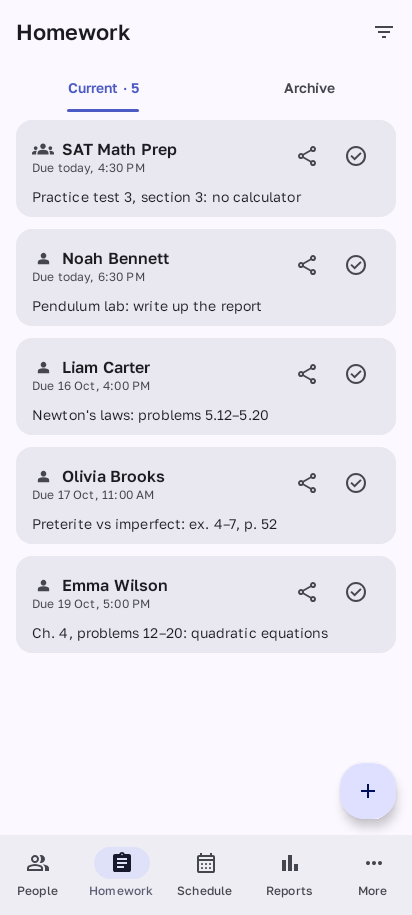 Homework
Current · 5
Archive
SAT Math Prep
Due today, 4:30 PM
Practice test 3, section 3: no calculator
Noah Bennett
Due today, 6:30 PM
Pendulum lab: write up the report
Liam Carter
Due 16 Oct, 4:00 PM
Newton's laws: problems 5.12–5.20
Olivia Brooks
Due 17 Oct, 11:00 AM
Preterite vs imperfect: ex. 4–7, p. 52
Emma Wilson
Due 19 Oct, 5:00 PM
Ch. 4, problems 12–20: quadratic equations
People
Homework
Schedule
Reports
More